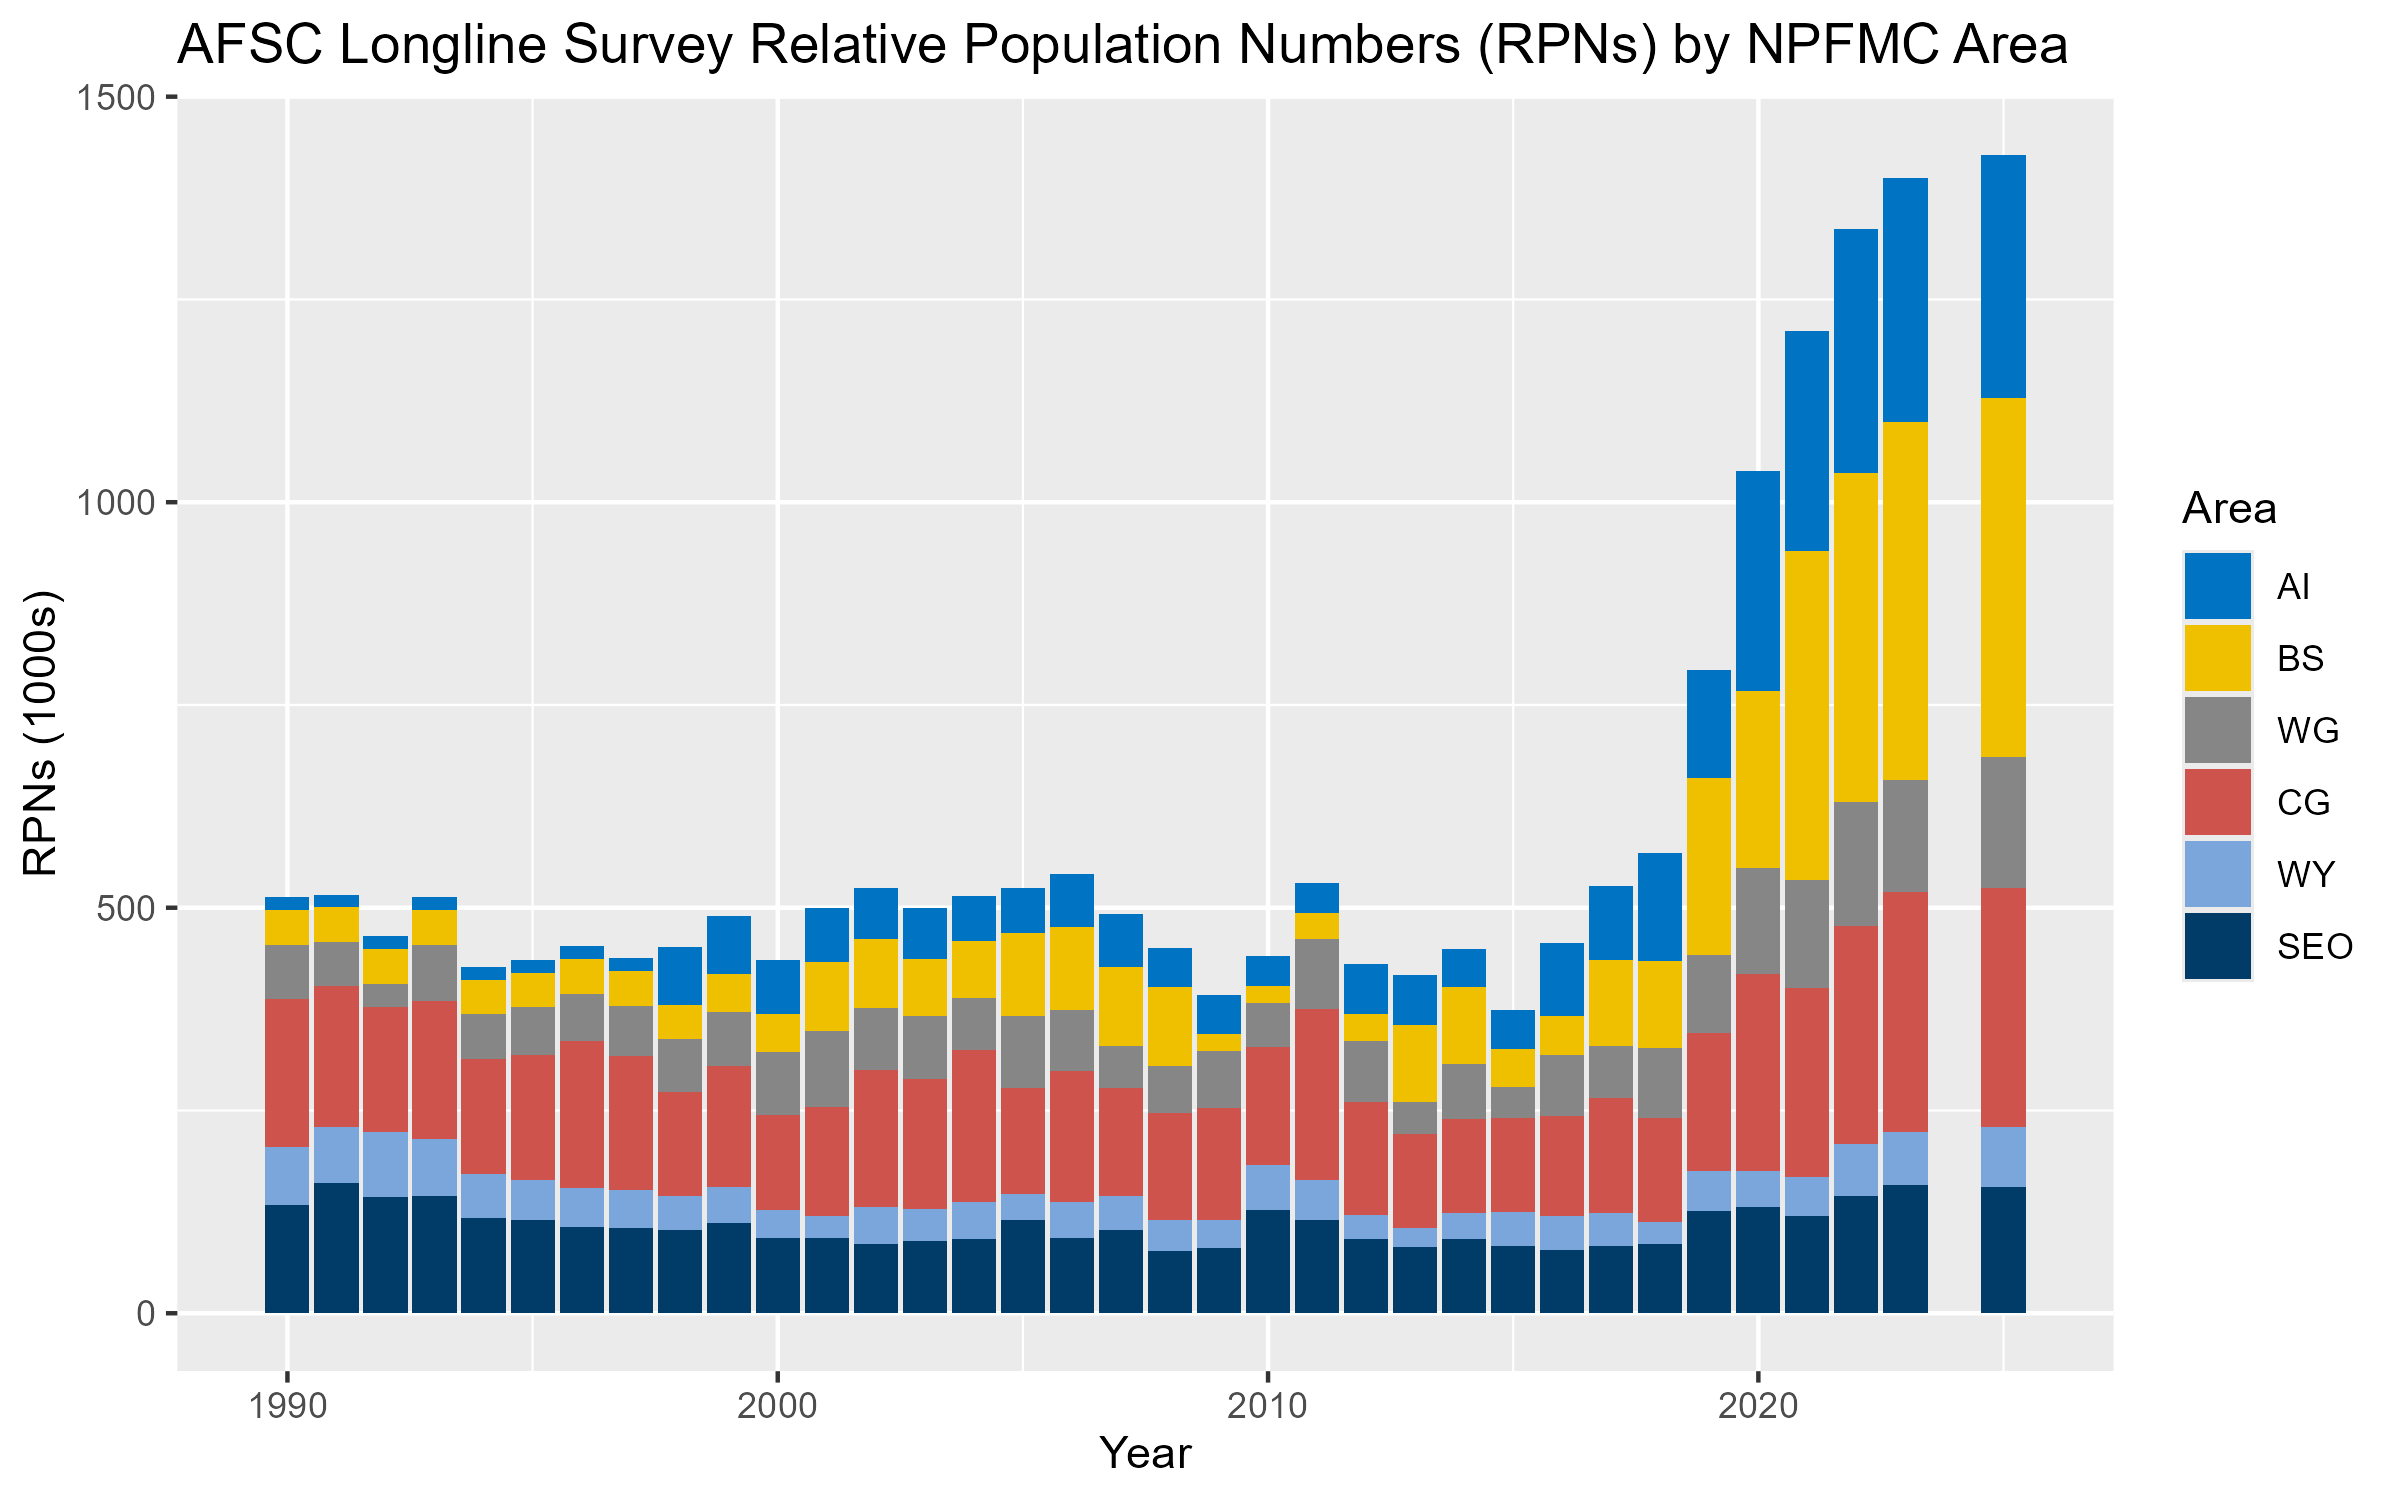 AFSC Longline Survey Relative Population Numbers (RPNs) by NPFMC Area
1500
1000
500
0
RPNs (1000s)
1990
2000
2010
2020
Year
Area
AI
BS
WG
CG
WY
SEO